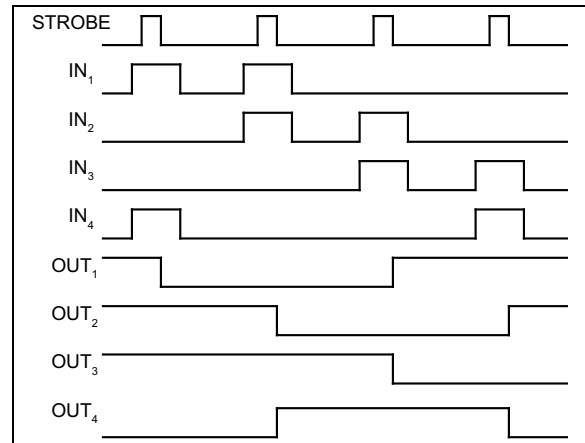 STROBE
IN₁
IN₂
IN₃
IN₄
OUT₁
OUT₂
OUT₃
OUT₄